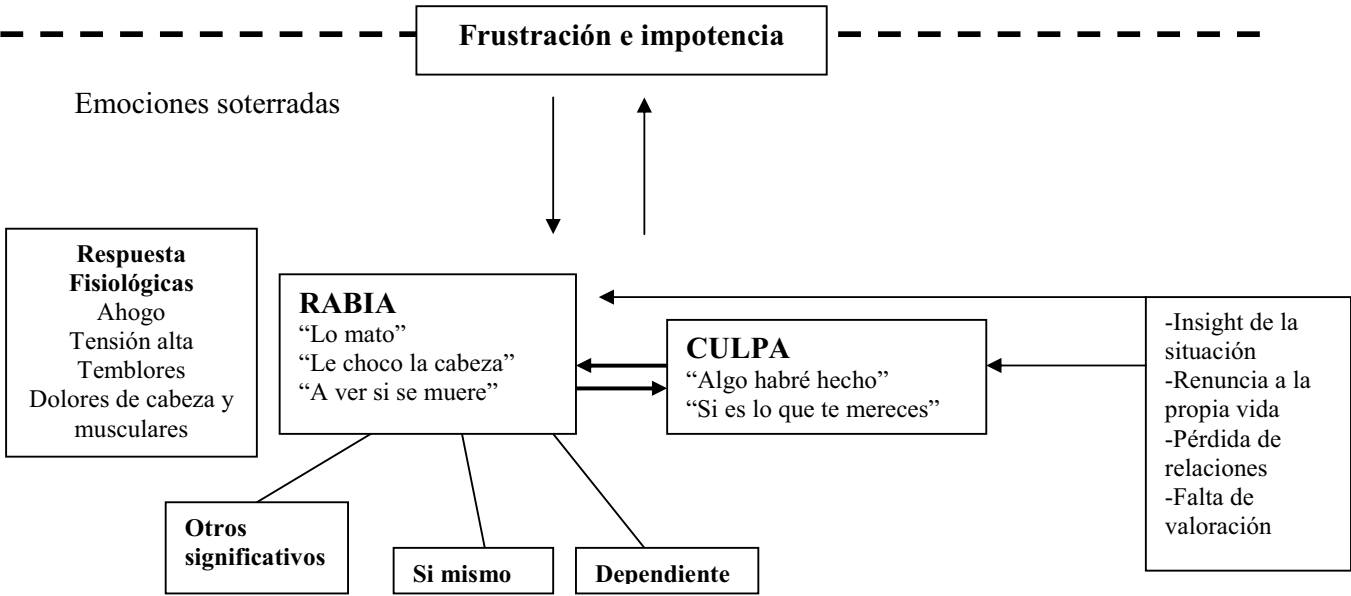 Frustración e impotencia
Emociones soterradas
Respuesta
Fisiológicas
Ahogo
Tensión alta
Temblores
Dolores de cabeza y
musculares
RABIA
“Lo mato”
“Le choco la cabeza”
“A ver si se muere”
CULPA
“Algo habré hecho”
“Si es lo que te mereces”
-Insight de la
situación
-Renuncia a la
propia vida
-Pérdida de
relaciones
-Falta de
valoración
Otros
significativos
Si mismo
Dependiente